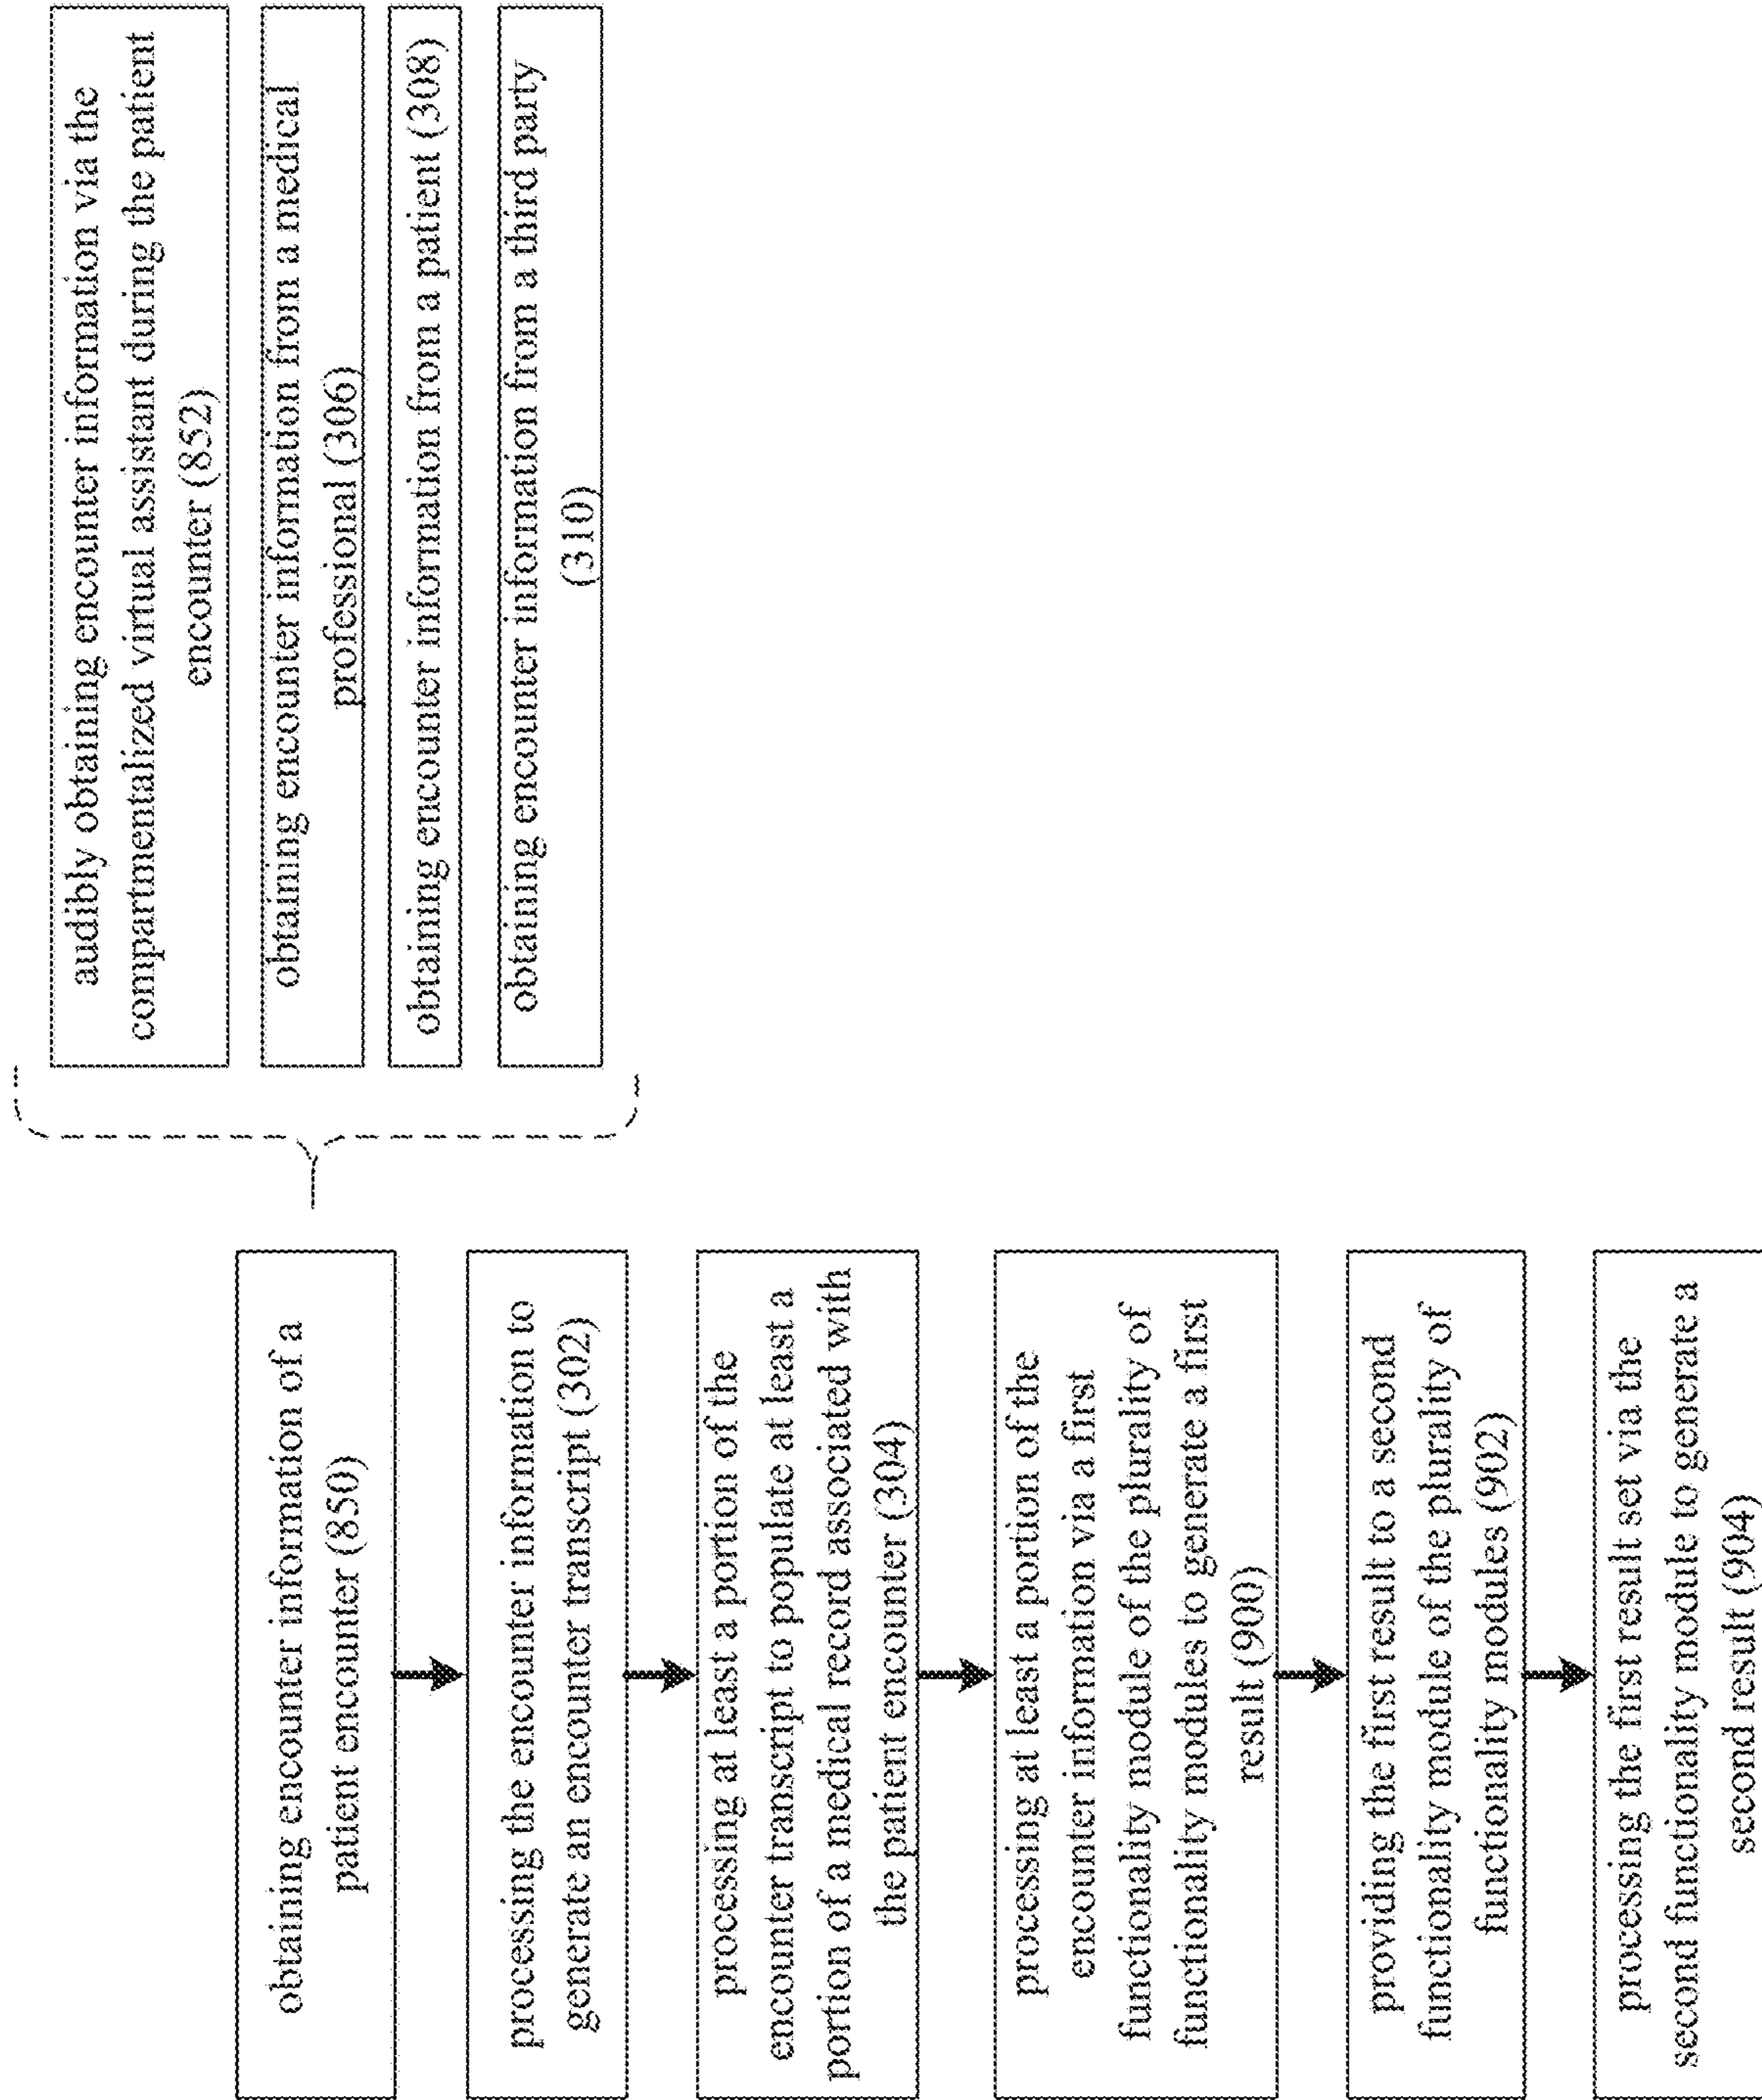 obtaining encounter information of a
patient encounter (850)
processing the encounter information to
generate an encounter transcript (302)
processing at least a portion of the
encounter transcript to populate at least a
portion of a medical record associated with
the patient encounter (304)
processing at least a portion of the
encounter information via a first
functionality module of the plurality of
functionality modules to generate a first
result (900)
providing the first result to a second
functionality module of the plurality of
functionality modules (902)
processing the first result set via the
second functionality module to generate a
second result (904)
audibly obtaining encounter information via the
compartmentalized virtual assistant during the patient
encounter (852)
obtaining encounter information from a medical
professional (306)
obtaining encounter information from a patient (308)
obtaining encounter information from a third party
(310)